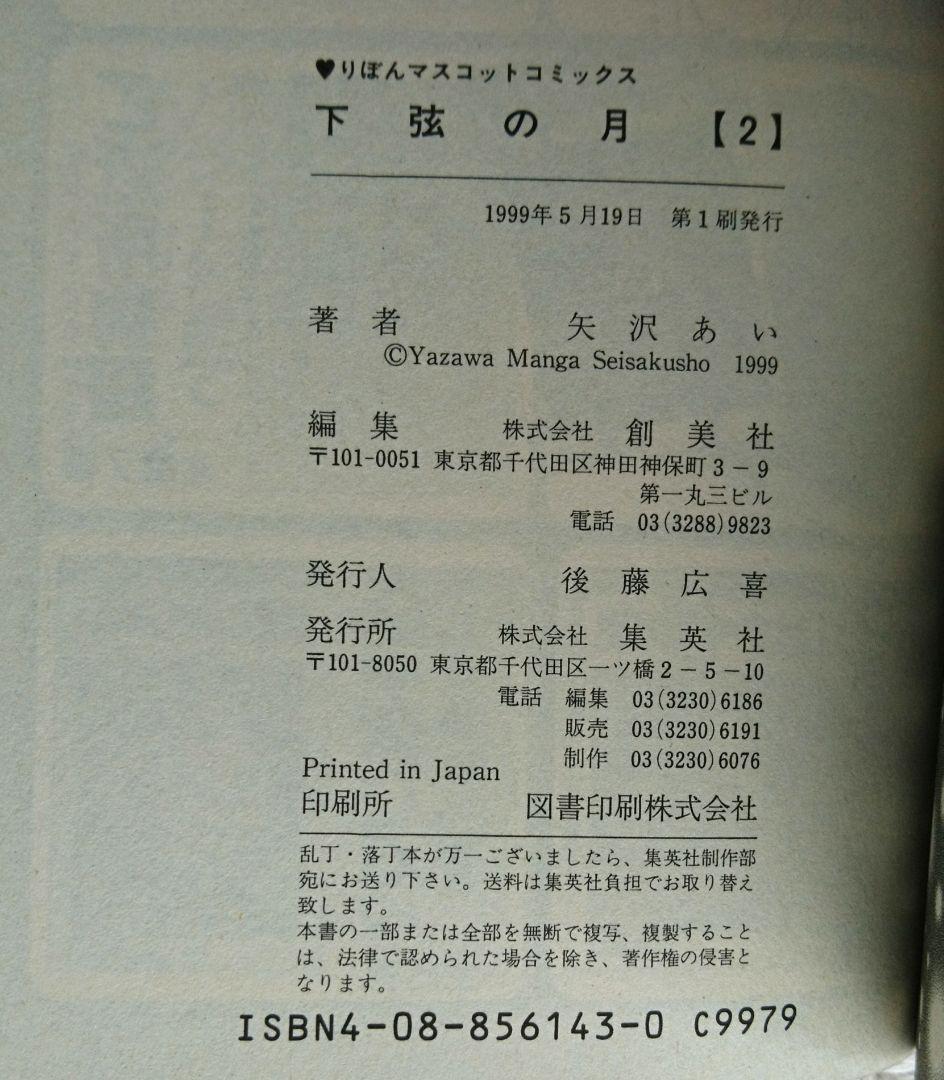 ♥りぼんマスコットコミックス
下弦の月【2】
1999年5月19日 第1刷発行
著者 矢沢あい
©Yazawa Manga Seisakusho 1999
編集 株式会社 創美社
〒101-0051 東京都千代田区神田神保町3-9
第一丸三ビル
電話 03(3288)9823
発行人 後藤広喜
発行所 株式会社 集英社
〒101-8050 東京都千代田区一ツ橋2-5-10
電話 編集 03(3230)6186
販売 03(3230)6191
制作 03(3230)6076
Printed in Japan
印刷所 図書印刷株式会社
乱丁・落丁本が万一ございましたら、集英社制作部
宛にお送り下さい。送料は集英社負担でお取り替え
致します。
本書の一部または全部を無断で複写、複製すること
は、法律で認められた場合を除き、著作権の侵害と
なります。
ISBN4-08-856143-0 C9979